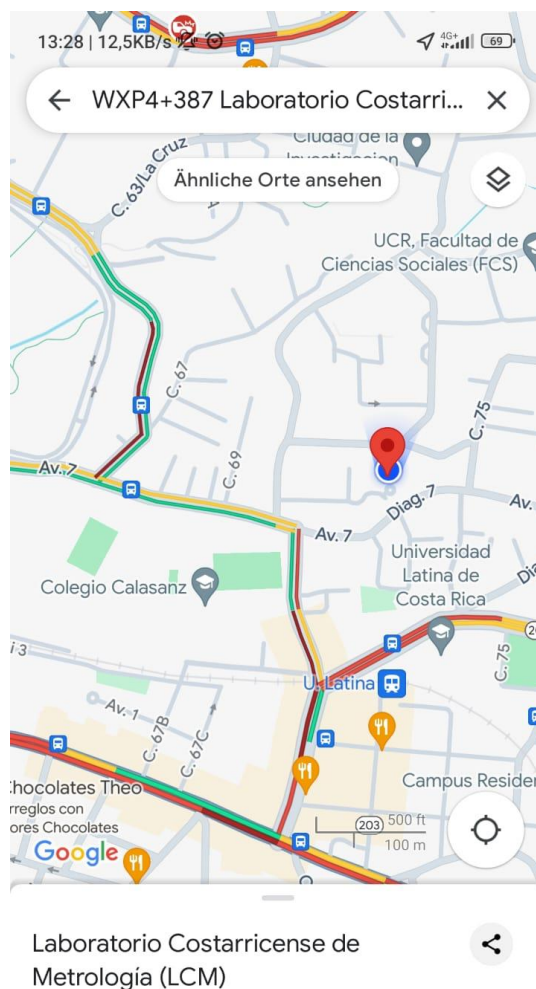 13:28 | 12,5KB/s
4G+
69
WXP4+387 Laboratorio Costarri...
Ciudad de la
Investigacion
C. 63/La Cruz
Ähnliche Orte ansehen
UCR, Facultad de
Ciencias Sociales (FCS)
C. 67
C. 75
C. 69
Av. 7
Diag. 7
Av.
Av. 7
Universidad
Latina de
Costa Rica
Colegio Calasanz
C. 75
U. Latina
Av. 1
C. 67B
C. 67C
Chocolates Theo
ores Chocolates
Campus Resider
203
500 ft
100 m
Google
Laboratorio Costarricense de
Metrología (LCM)